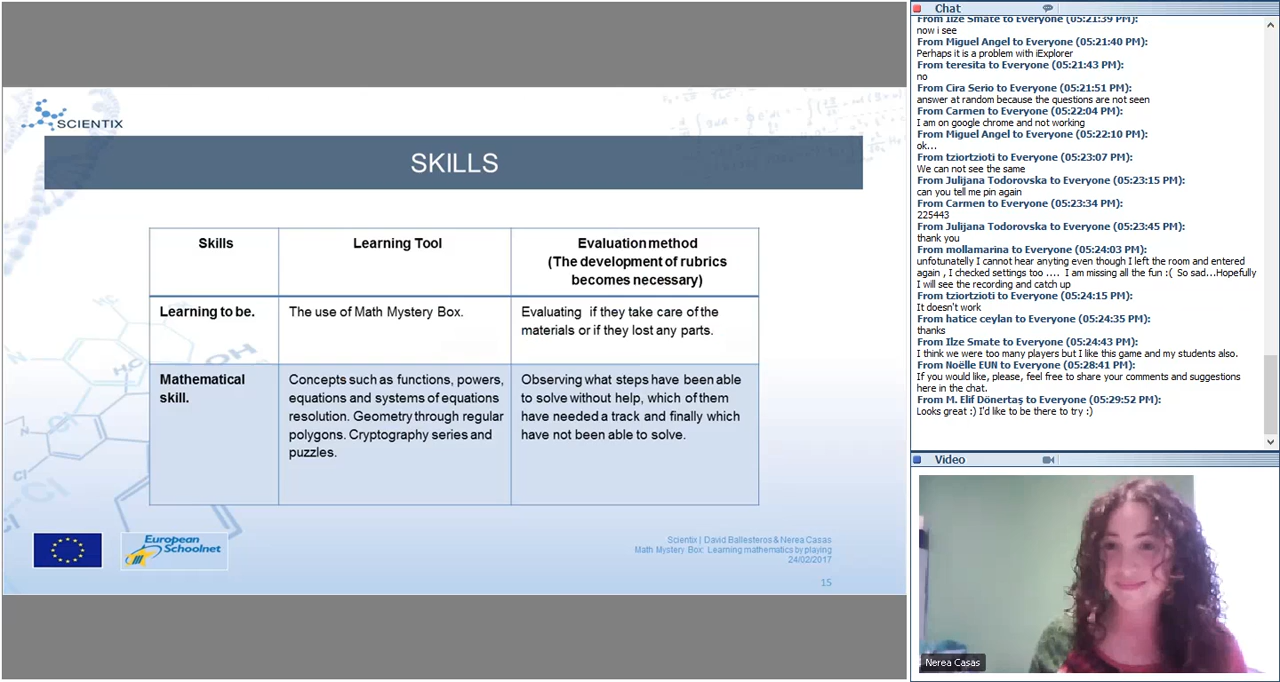 SCIENTIX
SKILLS
Skills
Learning Tool
Evaluation method
(The development of rubrics
becomes necessary)
Learning to be.
The use of Math Mystery Box.
Evaluating if they take care of the
materials or if they lost any parts.
Mathematical
skill.
Concepts such as functions, powers,
equations and systems of equations
resolution. Geometry through regular
polygons. Cryptography series and
puzzles.
Observing what steps have been able
to solve without help, which of them
have needed a track and finally which
have not been able to solve.
European
Schoolnet
Scientix | David Ballesteros & Nerea Casas
Math Mystery Box: Learning mathematics by playing
24/02/2017
15
Chat
From Ilze Smate to Everyone (05:21:39 PM):
now i see
From Miguel Angel to Everyone (05:21:40 PM):
Perhaps it is a problem with iExplorer
From teresita to Everyone (05:21:43 PM):
no
From Cira Serio to Everyone (05:21:51 PM):
answer at random because the questions are not seen
From Carmen to Everyone (05:22:04 PM):
I am on google chrome and not working
From Miguel Angel to Everyone (05:22:10 PM):
ok...
From tziortzioti to Everyone (05:23:07 PM):
We can not see the same
From Julijana Todorovska to Everyone (05:23:15 PM):
can you tell me pin again
From Carmen to Everyone (05:23:34 PM):
225443
From Julijana Todorovska to Everyone (05:23:45 PM):
thank you
From mollamarina to Everyone (05:24:03 PM):
unfotunatelly I cannot hear anyting even though I left the room and entered
again , I checked settings too .... I am missing all the fun :( So sad...Hopefully
I will see the recording and catch up
From tziortzioti to Everyone (05:24:15 PM):
It doesn't work
From hatice ceylan to Everyone (05:24:35 PM):
thanks
From Ilze Smate to Everyone (05:24:43 PM):
I think we were too many players but I like this game and my students also.
From Noëlle EUN to Everyone (05:28:41 PM):
If you would like, please, feel free to share your comments and suggestions
here in the chat.
From M. Elif Dönertaş to Everyone (05:29:52 PM):
Looks great :) I'd like to be there to try :)
Video
Nerea Casas